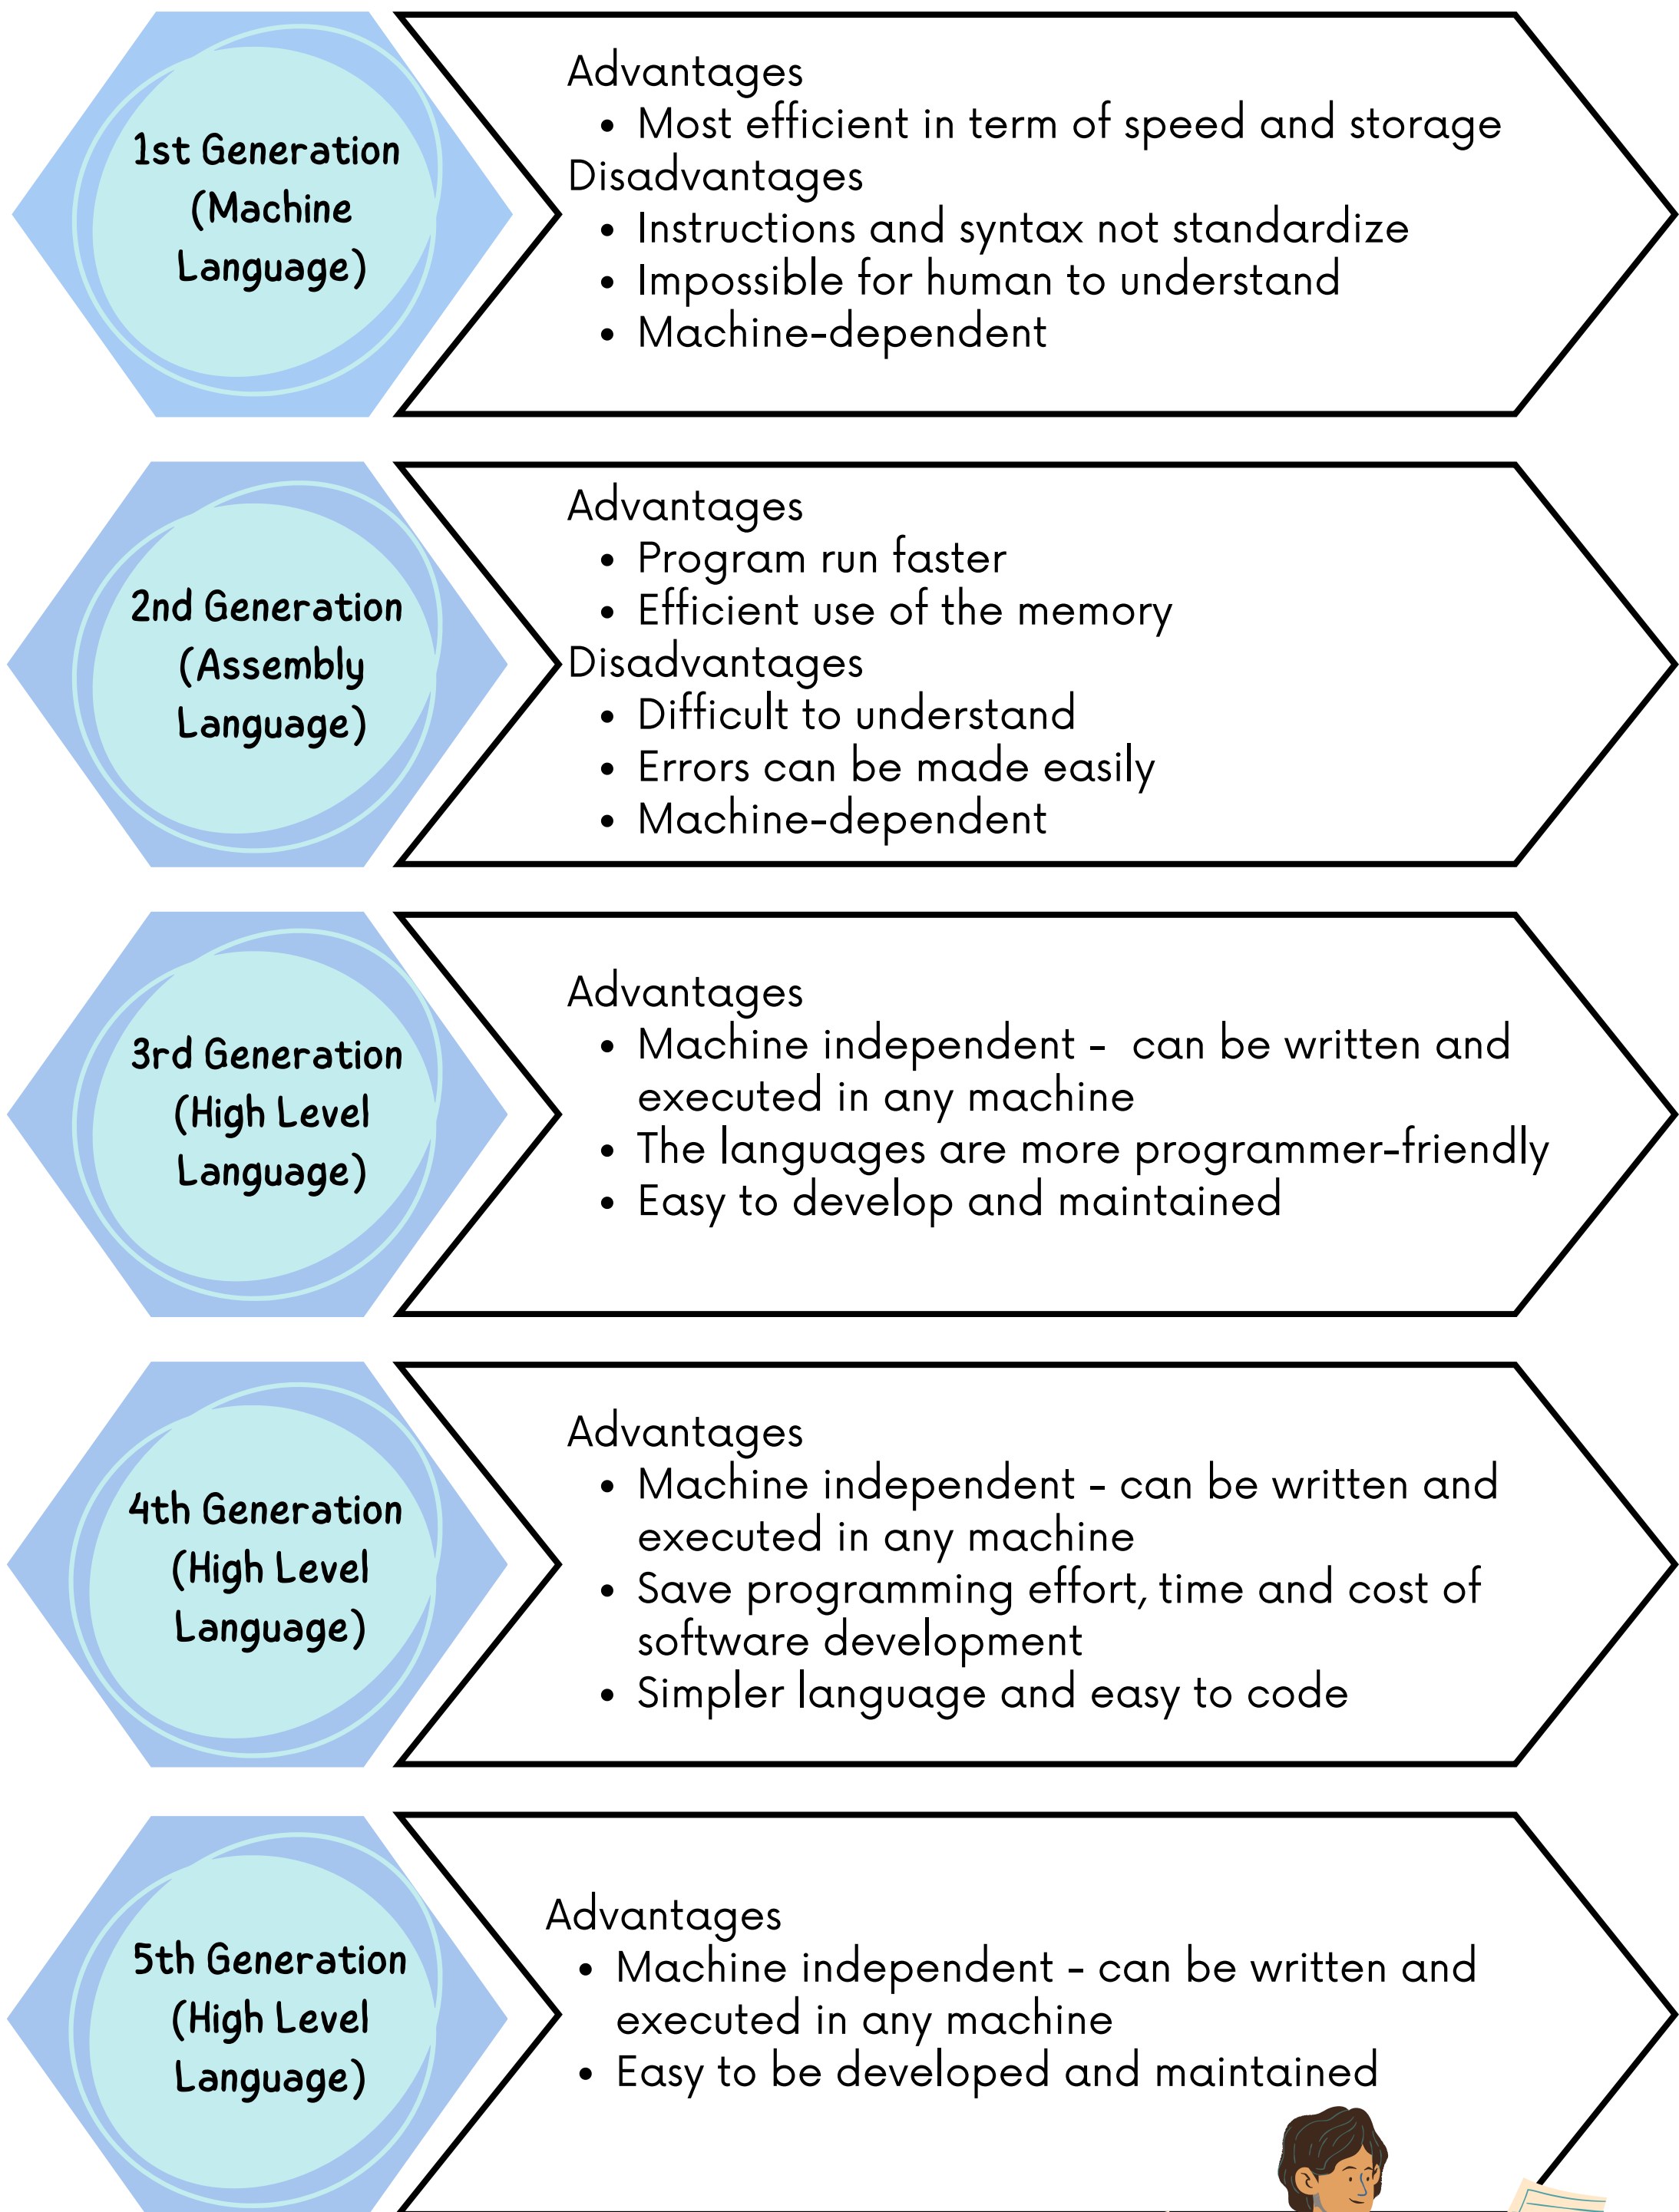 1st Generation
(Machine
Language)
Advantages
• Most efficient in term of speed and storage
Disadvantages
• Instructions and syntax not standardize
• Impossible for human to understand
• Machine-dependent
2nd Generation
(Assembly
Language)
Advantages
• Program run faster
• Efficient use of the memory
Disadvantages
• Difficult to understand
• Errors can be made easily
• Machine-dependent
3rd Generation
(High Level
Language)
Advantages
• Machine independent - can be written and
executed in any machine
• The languages are more programmer-friendly
• Easy to develop and maintained
4th Generation
(High Level
Language)
Advantages
• Machine independent - can be written and
executed in any machine
• Save programming effort, time and cost of
software development
• Simpler language and easy to code
5th Generation
(High Level
Language)
Advantages
• Machine independent - can be written and
executed in any machine
• Easy to be developed and maintained